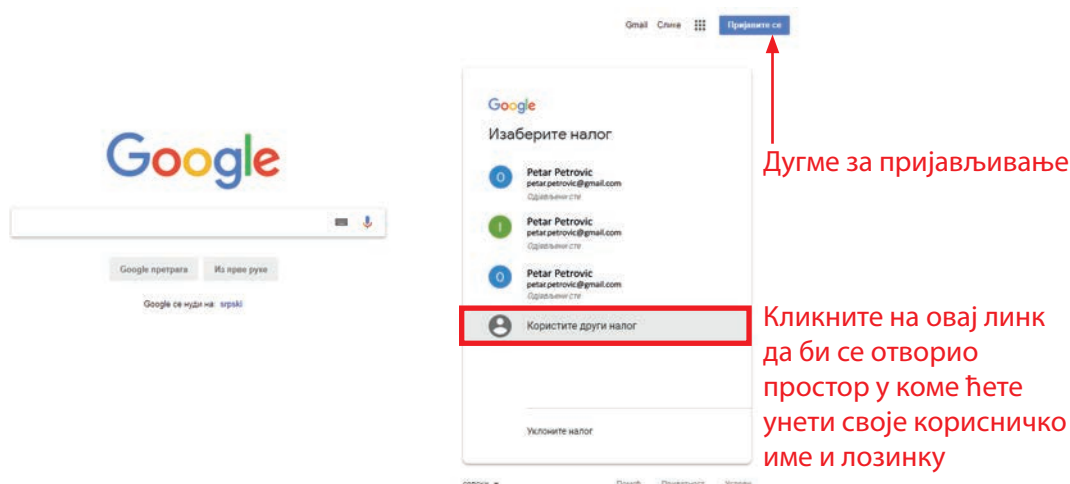 Gmail Слике Пријавите се
Google
Изаберите налог
Google
Дугме за пријављивање
O Petar Petrovic
petar.petrovic@gmail.com
Одјављени сте
I Petar Petrovic
petar.petrovic@gmail.com
Одјављени сте
Google претрага Из прве руке
O Petar Petrovic
petar.petrovic@gmail.com
Одјављени сте
Google се нуди на: srpski
Користите други налог
Кликните на овај линк
да би се отворио
простор у коме ћете
унети своје корисничко
име и лозинку
Уклоните налог